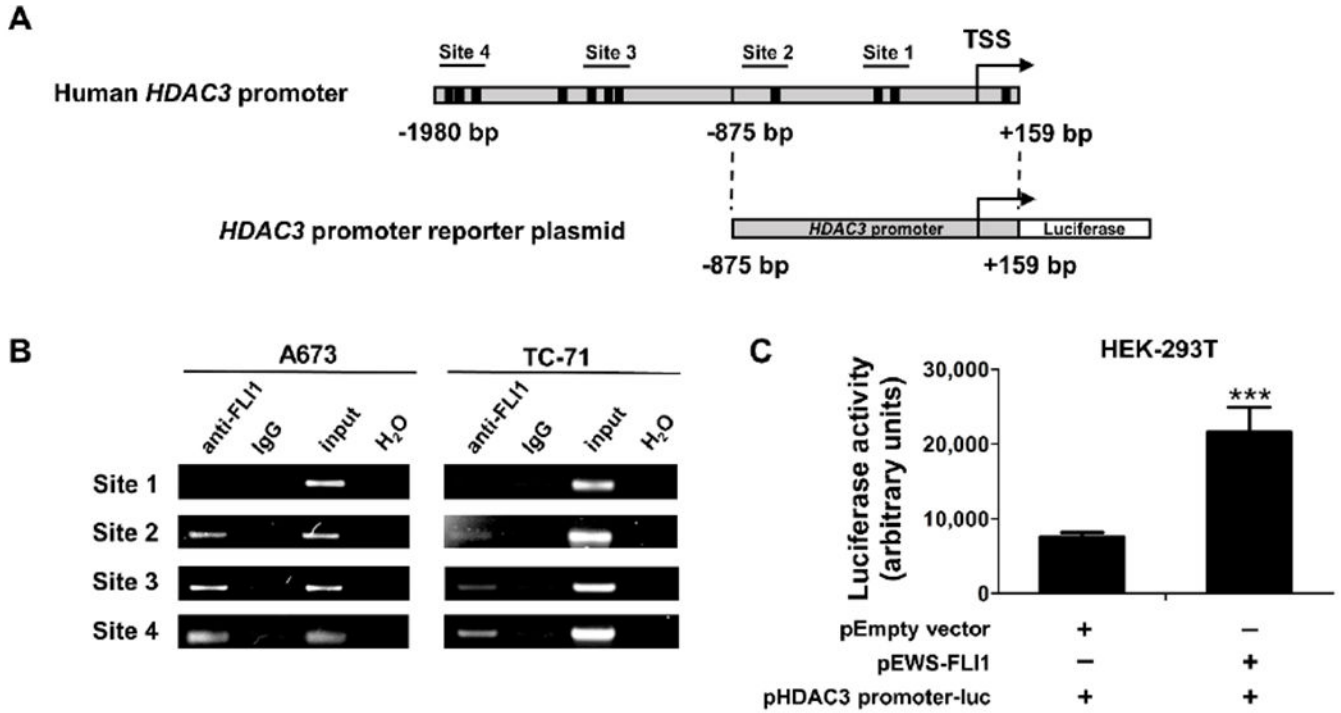 A
Site 4 Site 3 Site 2 Site 1 TSS
Human HDAC3 promoter
-1980 bp -875 bp +159 bp
HDAC3 promoter reporter plasmid HDAC3 promoter Luciferase
-875 bp +159 bp
B
A673 TC-71
anti-FLI1 IgG input H₂O anti-FLI1 IgG input H₂O
Site 1
Site 2
Site 3
Site 4
C
HEK-293T
Luciferase activity
(arbitrary units)
30,000
***
20,000
10,000
0
pEmpty vector + –
pEWS-FLI1 – +
pHDAC3 promoter-luc + +